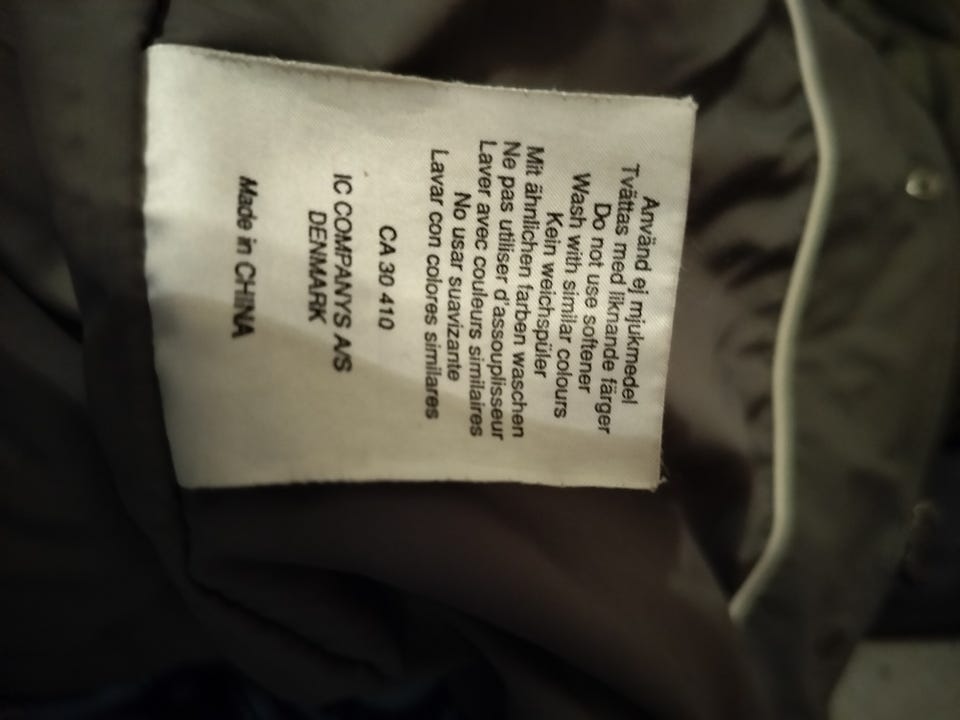 Använd ej mjukmedel
Tvättas med liknande färger
Do not use softener
Wash with similar colours
Kein weichspüler
Mit ähnlichen farben waschen
Ne pas utiliser d'assouplisseur
Laver avec couleurs similaires
No usar suavizante
Lavar con colores similares
CA 30 410
IC COMPANYS A/S
DENMARK
Made in CHINA